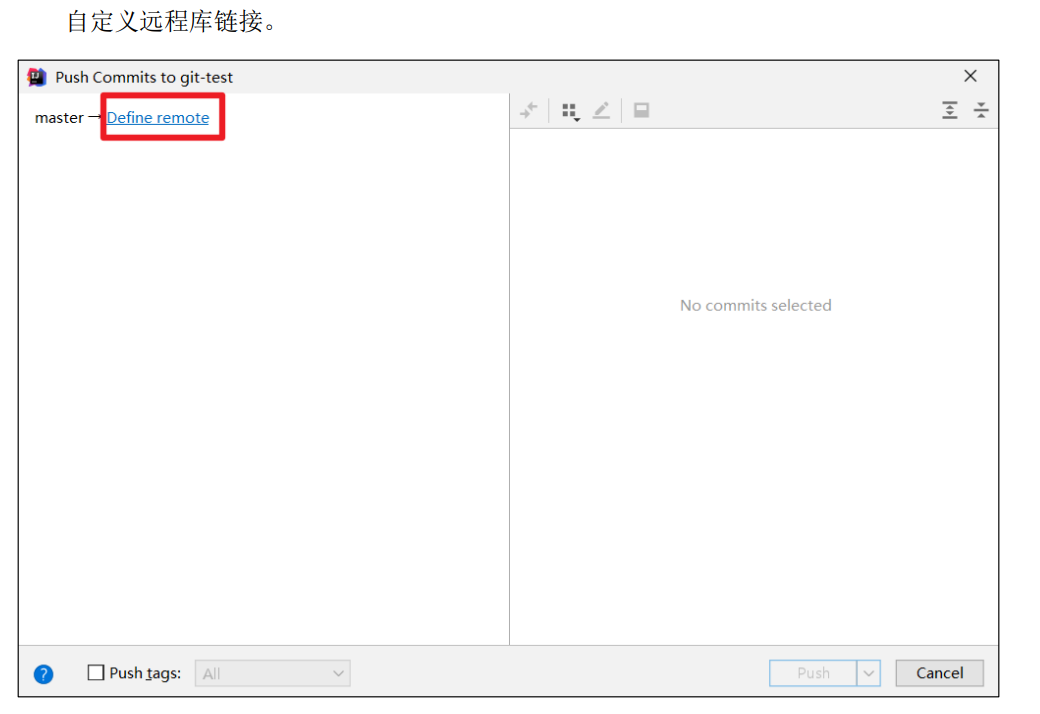 自定义远程库链接。
Push Commits to git-test
master → Define remote
No commits selected
Push tags: All
Push
Cancel